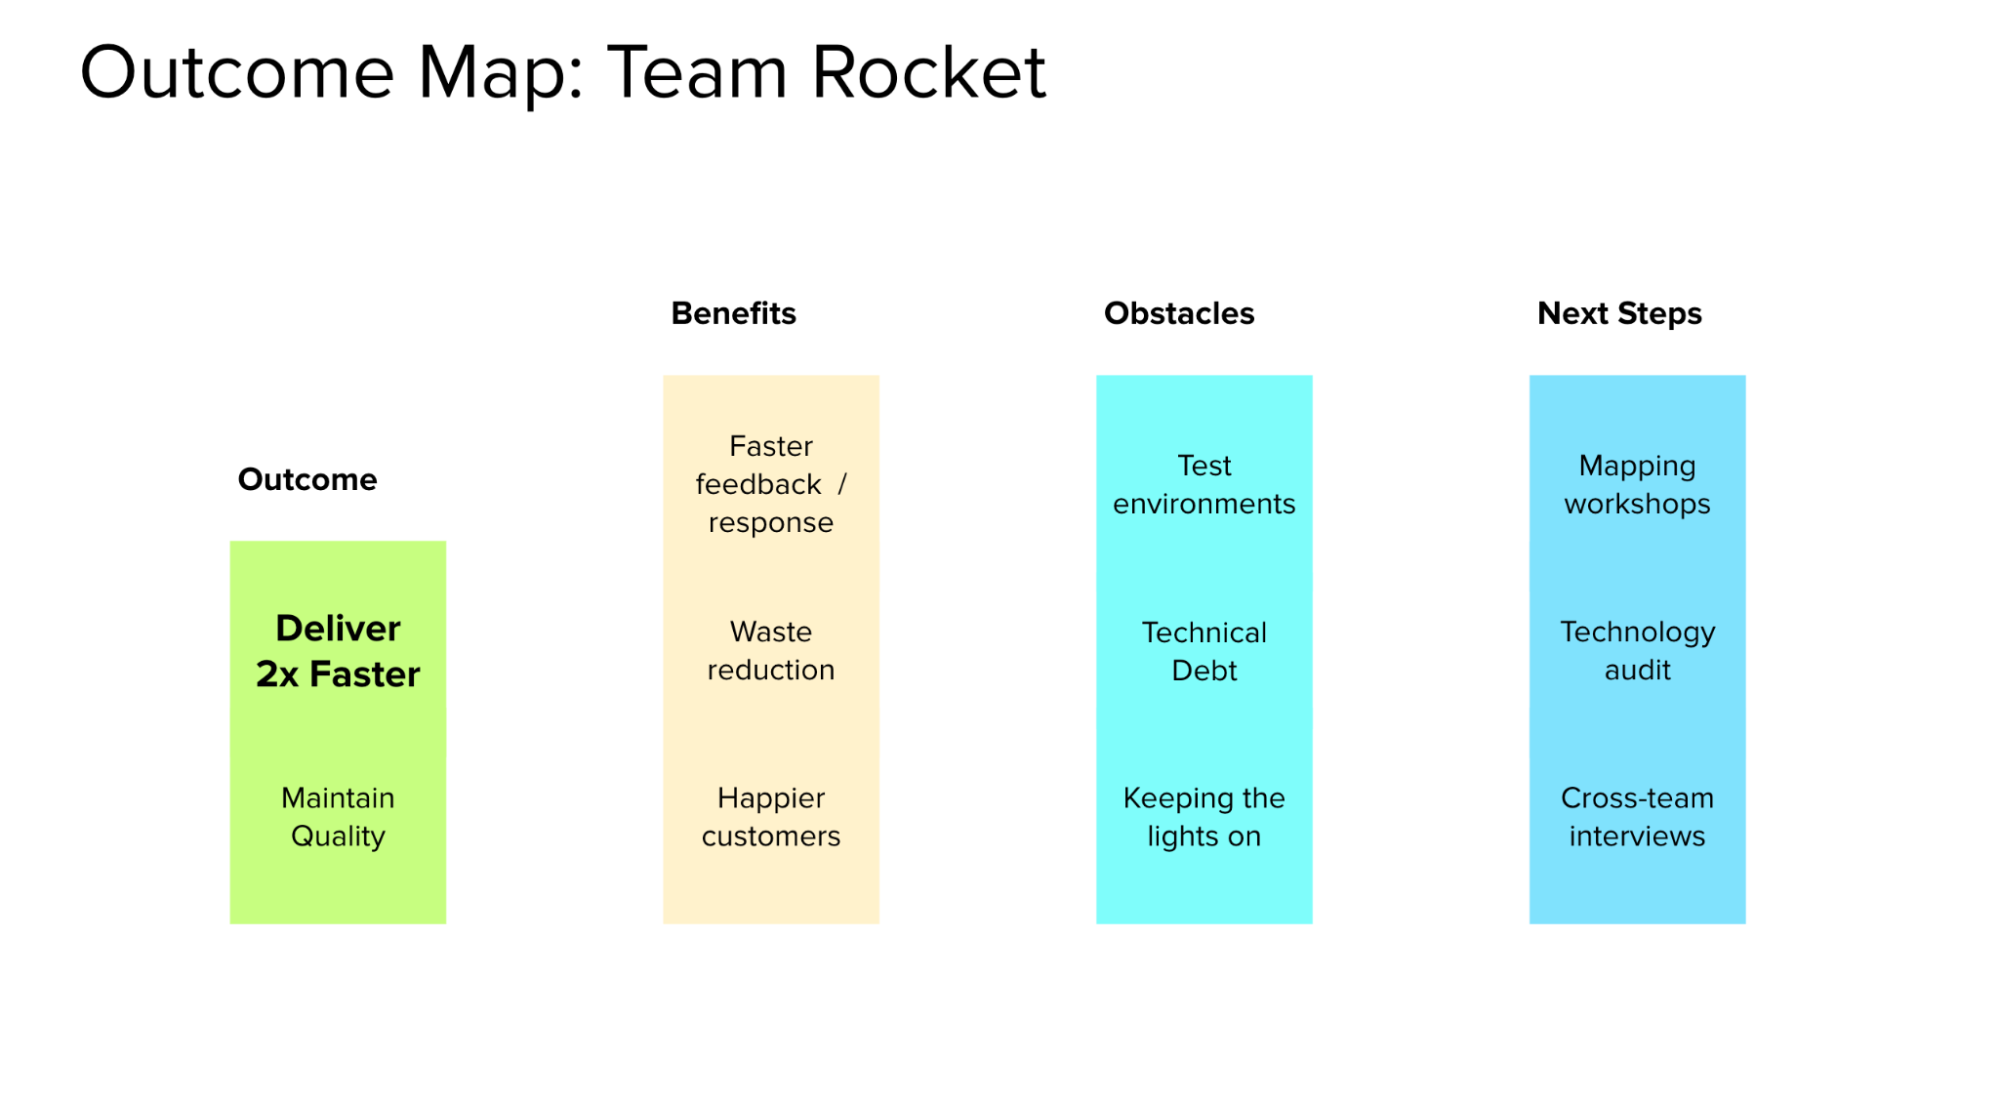 Outcome Map: Team Rocket
Outcome
Deliver
2x Faster
Maintain
Quality
Benefits
Faster
feedback  /
response
Waste
reduction
Happier
customers
Obstacles
Test
environments
Technical
Debt
Keeping the
lights on
Next Steps
Mapping
workshops
Technology
audit
Cross-team
interviews